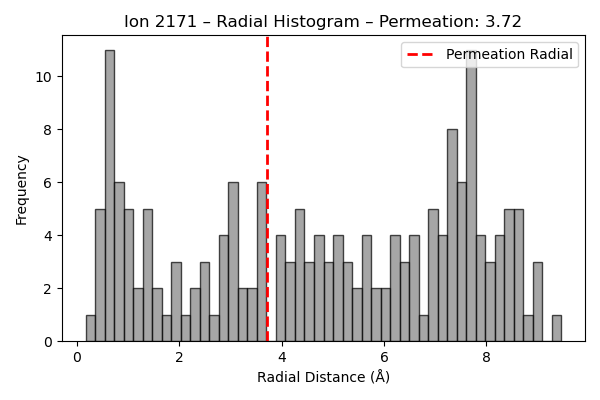 Ion 2171 – Radial Histogram – Permeation: 3.72
Permeation Radial
Frequency
10
8
6
4
2
0
0 2 4 6 8
Radial Distance (Å)